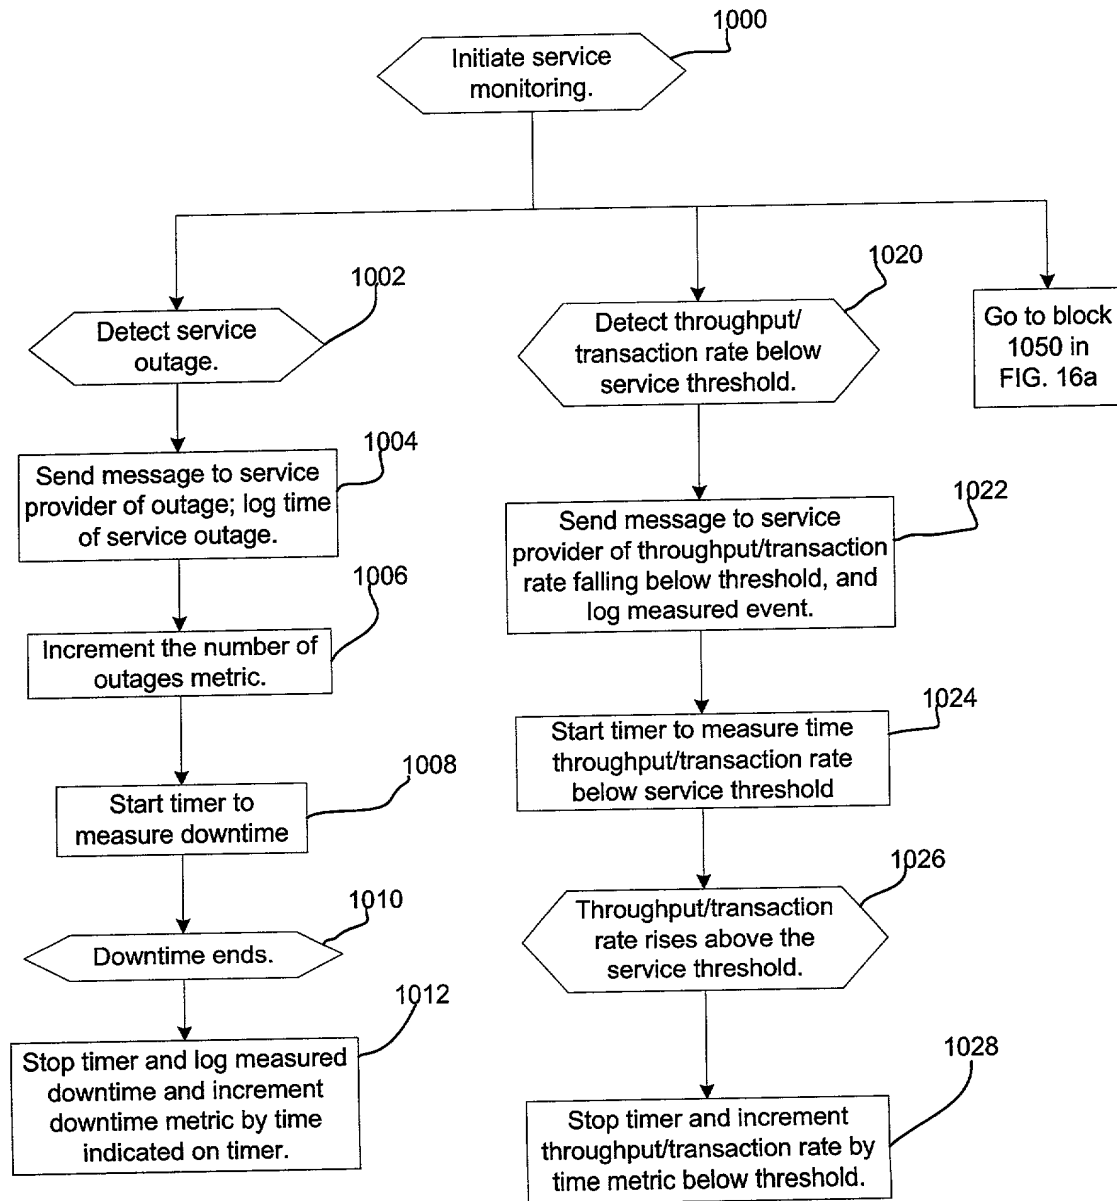 1000
Initiate service
monitoring.
1002
Detect service
outage.
1004
Send message to service
provider of outage; log time
of service outage.
1006
Increment the number of
outages metric.
1008
Start timer to
measure downtime
1010
Downtime ends.
1012
Stop timer and log measured
downtime and increment
downtime metric by time
indicated on timer.
1020
Detect throughput/
transaction rate below
service threshold.
1022
Send message to service
provider of throughput/transaction
rate falling below threshold, and
log measured event.
1024
Start timer to measure time
throughput/transaction rate
below service threshold
1026
Throughput/transaction
rate rises above the
service threshold.
1028
Stop timer and increment
throughput/transaction rate by
time metric below threshold.
Go to block
1050 in
FIG. 16a